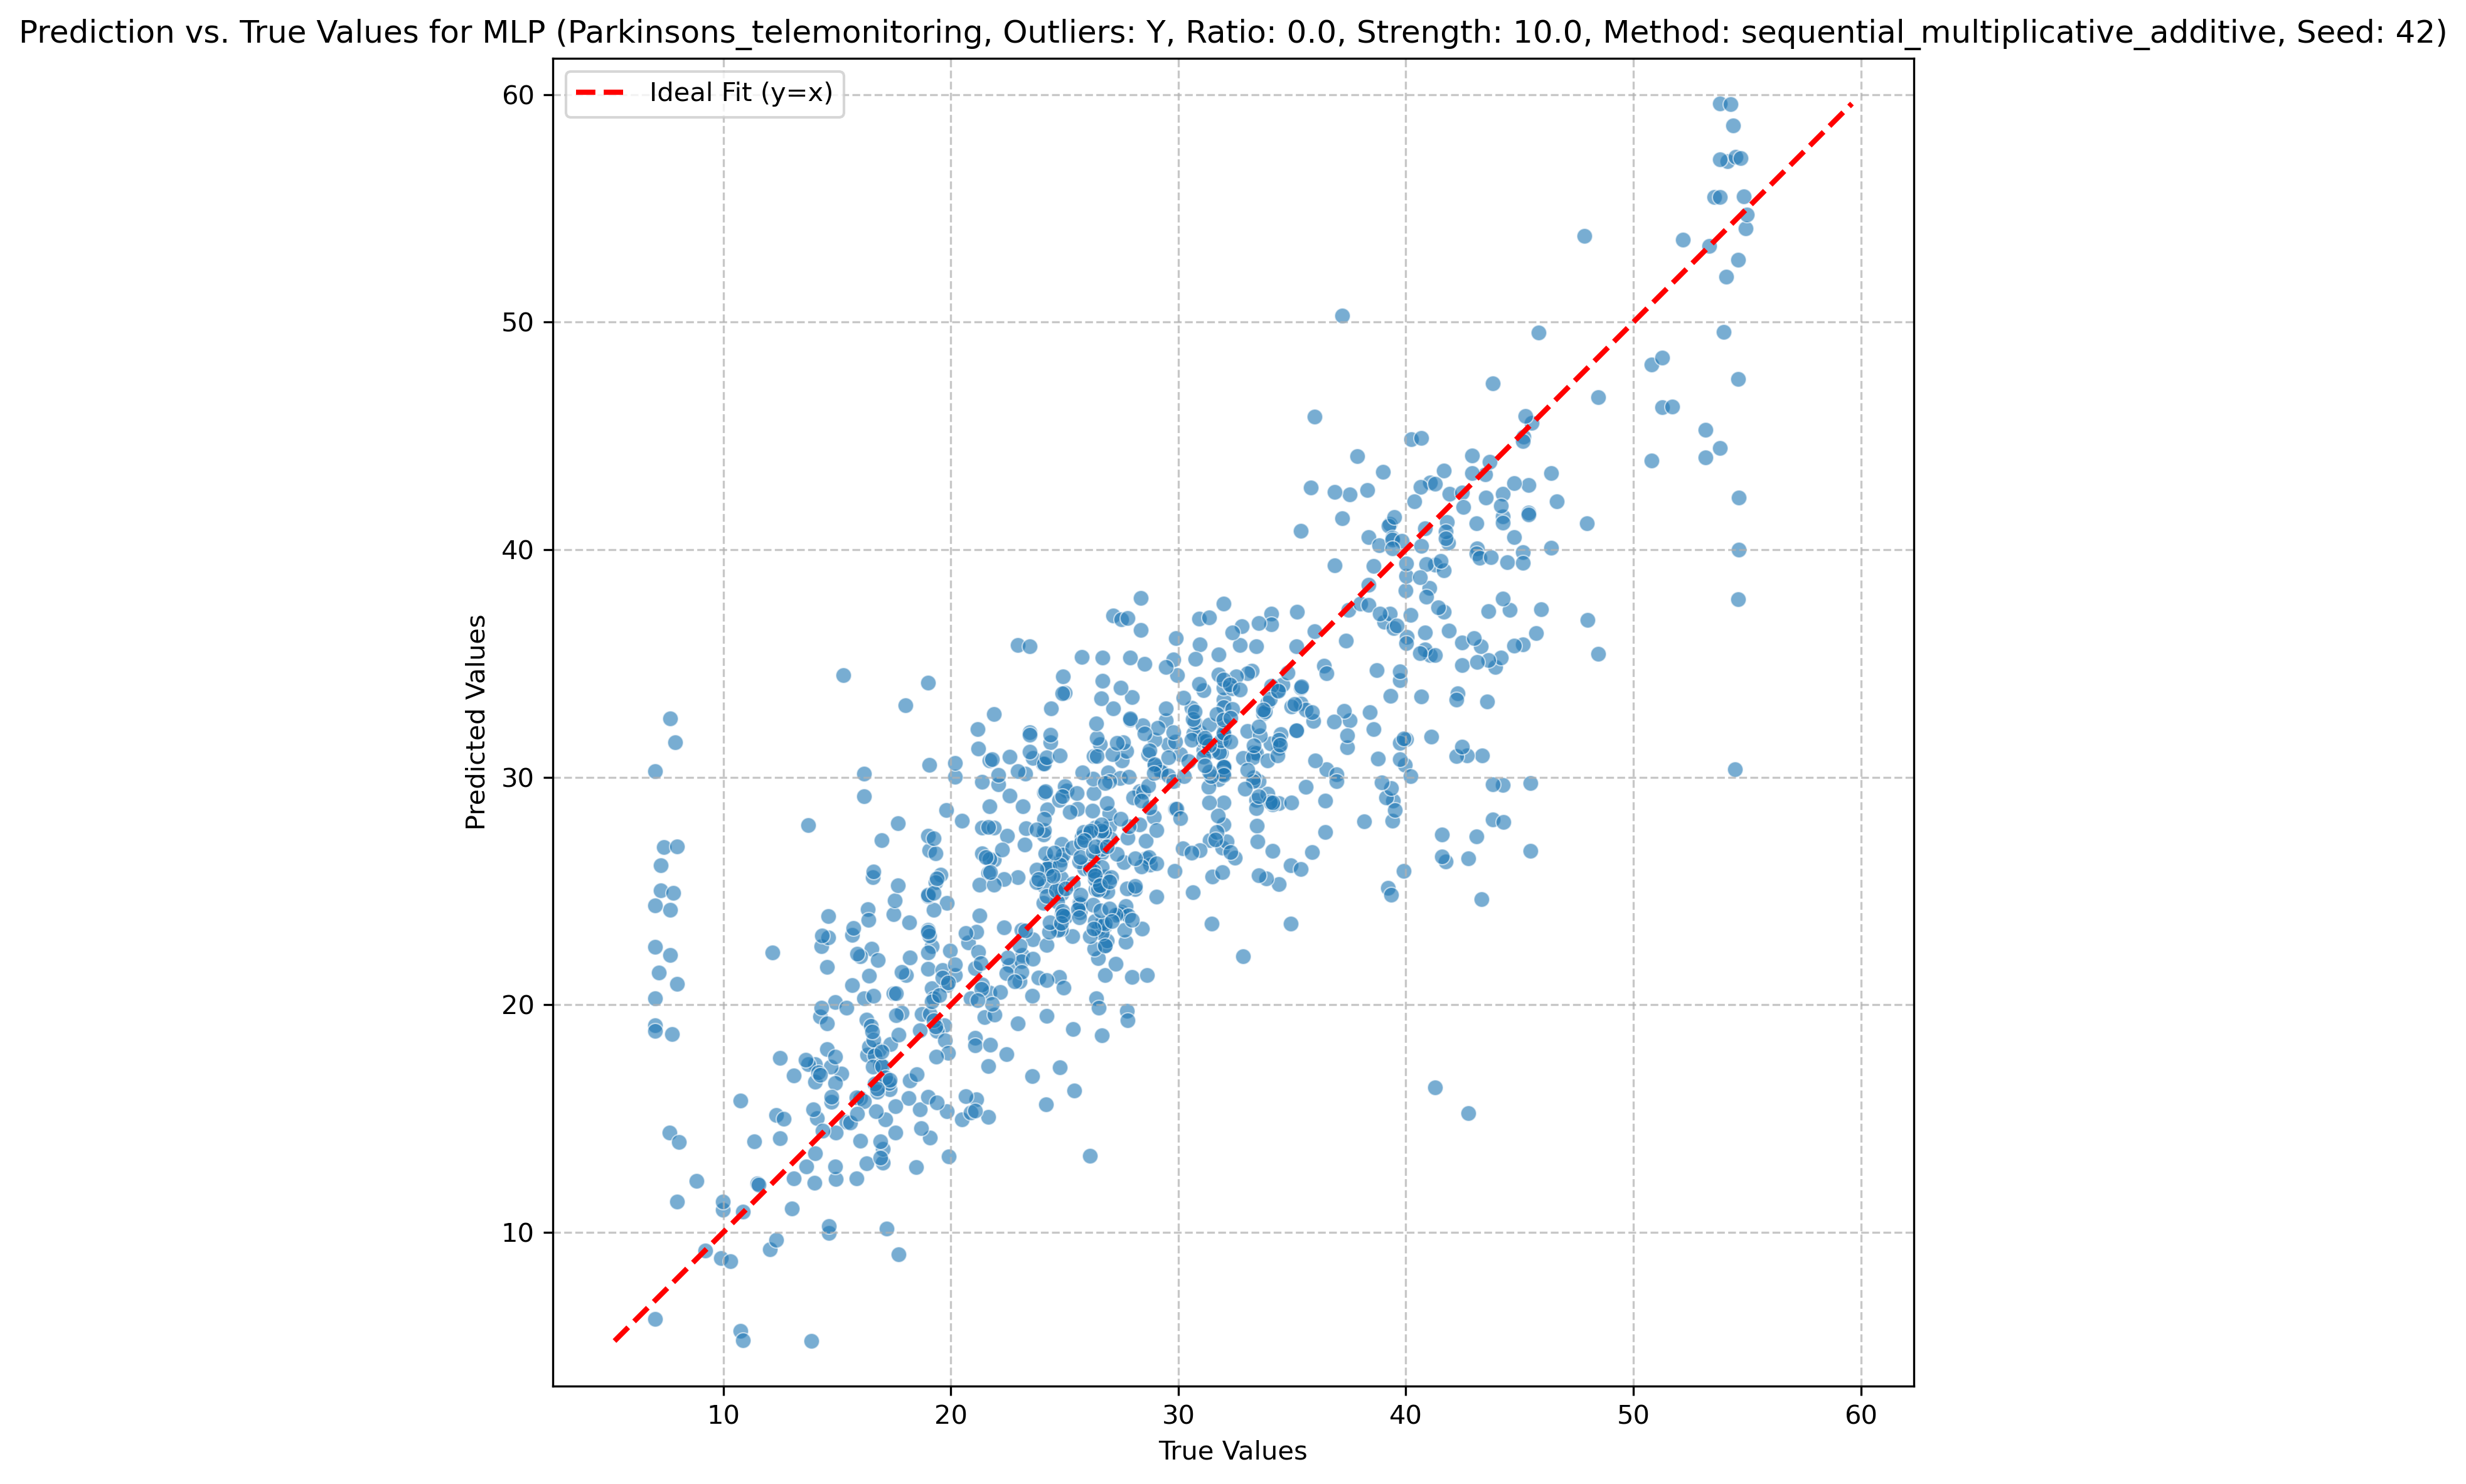 Prediction vs. True Values for MLP (Parkinsons_telemonitoring, Outliers: Y, Ratio: 0.0, Strength: 10.0, Method: sequential_multiplicative_additive, Seed: 42)
Ideal Fit (y=x)
60
50
40
30
20
10
Predicted Values
10 20 30 40 50 60
True Values